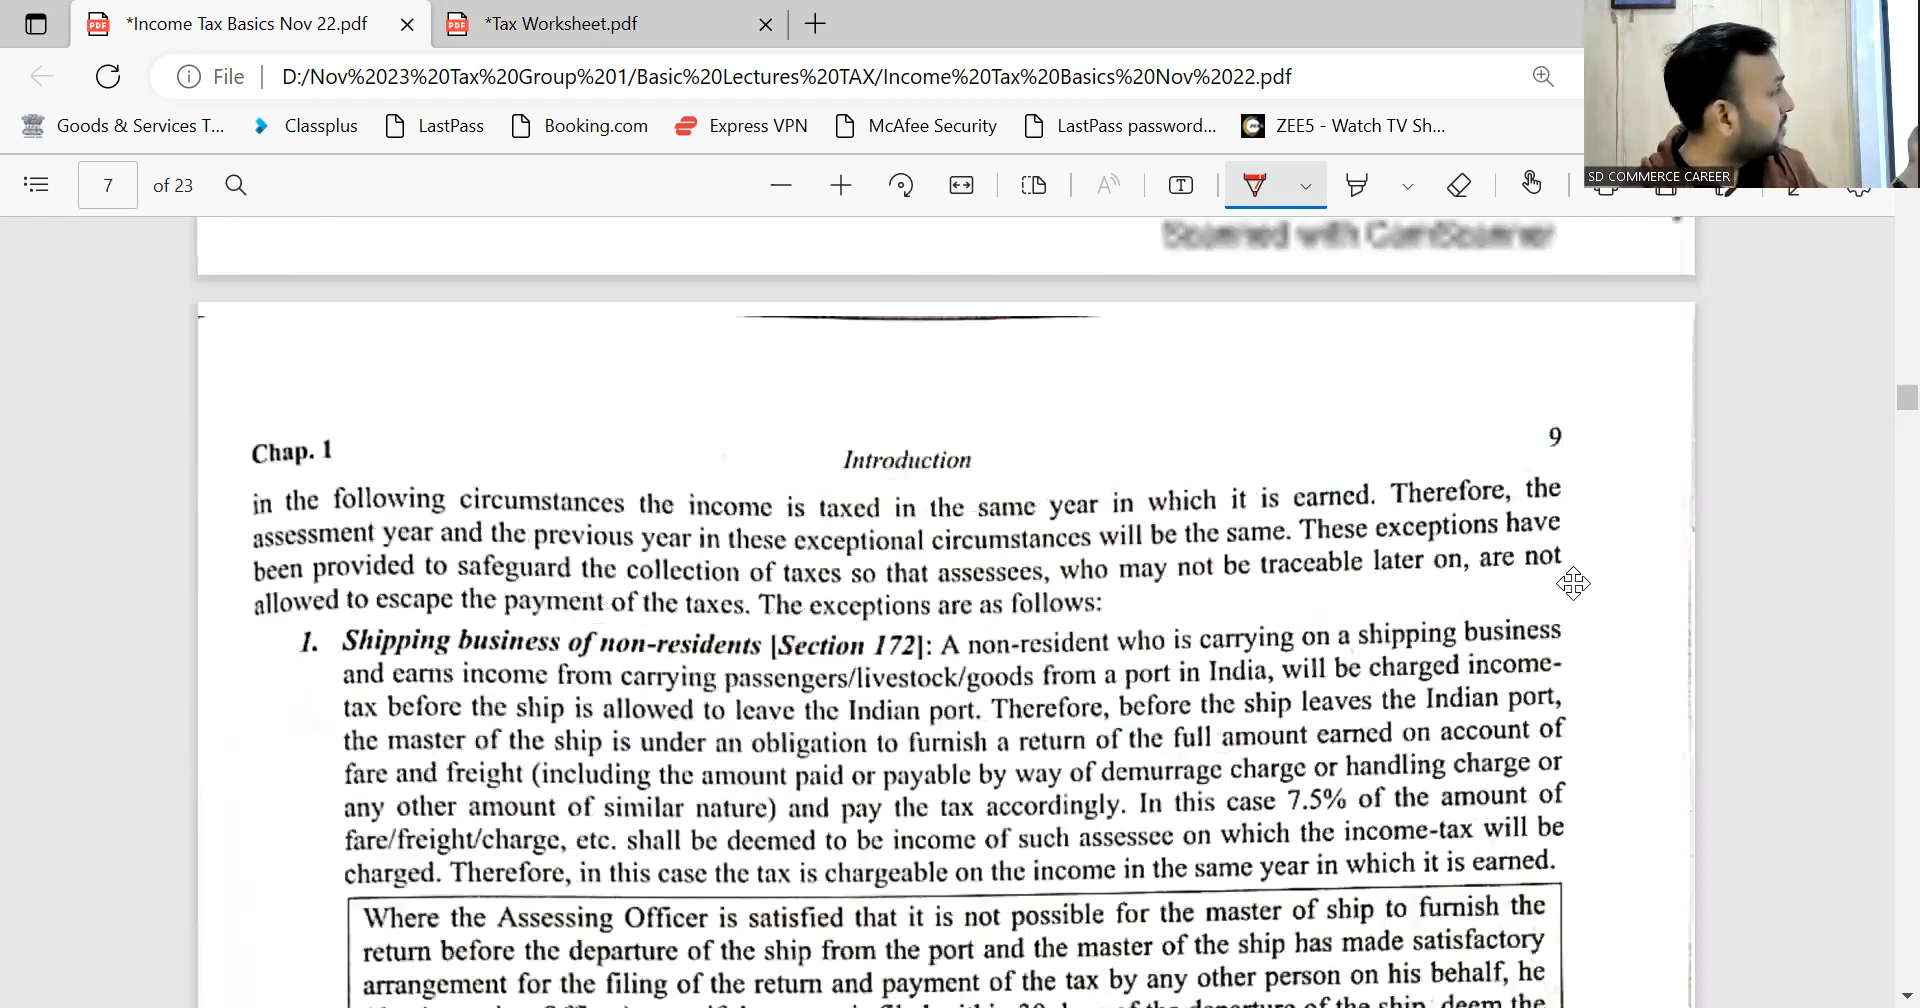 *Income Tax Basics Nov 22.pdf
*Tax Worksheet.pdf
File
D:/Nov%2023%20Tax%20Group%201/Basic%20Lectures%20TAX/Income%20Tax%20Basics%20Nov%2022.pdf
Goods & Services T...
Classplus
LastPass
Booking.com
Express VPN
McAfee Security
LastPass password...
ZEE5 - Watch TV Sh...
SD COMMERCE CAREER
7 of 23
Scanned with CamScanner
Chap. 1
Introduction
9
in the following circumstances the income is taxed in the same year in which it is earned. Therefore, the
assessment year and the previous year in these exceptional circumstances will be the same. These exceptions have
been provided to safeguard the collection of taxes so that assessees, who may not be traceable later on, are not
allowed to escape the payment of the taxes. The exceptions are as follows:
1. Shipping business of non-residents [Section 172]: A non-resident who is carrying on a shipping business
and earns income from carrying passengers/livestock/goods from a port in India, will be charged income-
tax before the ship is allowed to leave the Indian port. Therefore, before the ship leaves the Indian port,
the master of the ship is under an obligation to furnish a return of the full amount earned on account of
fare and freight (including the amount paid or payable by way of demurrage charge or handling charge or
any other amount of similar nature) and pay the tax accordingly. In this case 7.5% of the amount of
fare/freight/charge, etc. shall be deemed to be income of such assessee on which the income-tax will be
charged. Therefore, in this case the tax is chargeable on the income in the same year in which it is earned.
Where the Assessing Officer is satisfied that it is not possible for the master of ship to furnish the
return before the departure of the ship from the port and the master of the ship has made satisfactory
arrangement for the filing of the return and payment of the tax by any other person on his behalf, he
of the departure of the ship, deem the